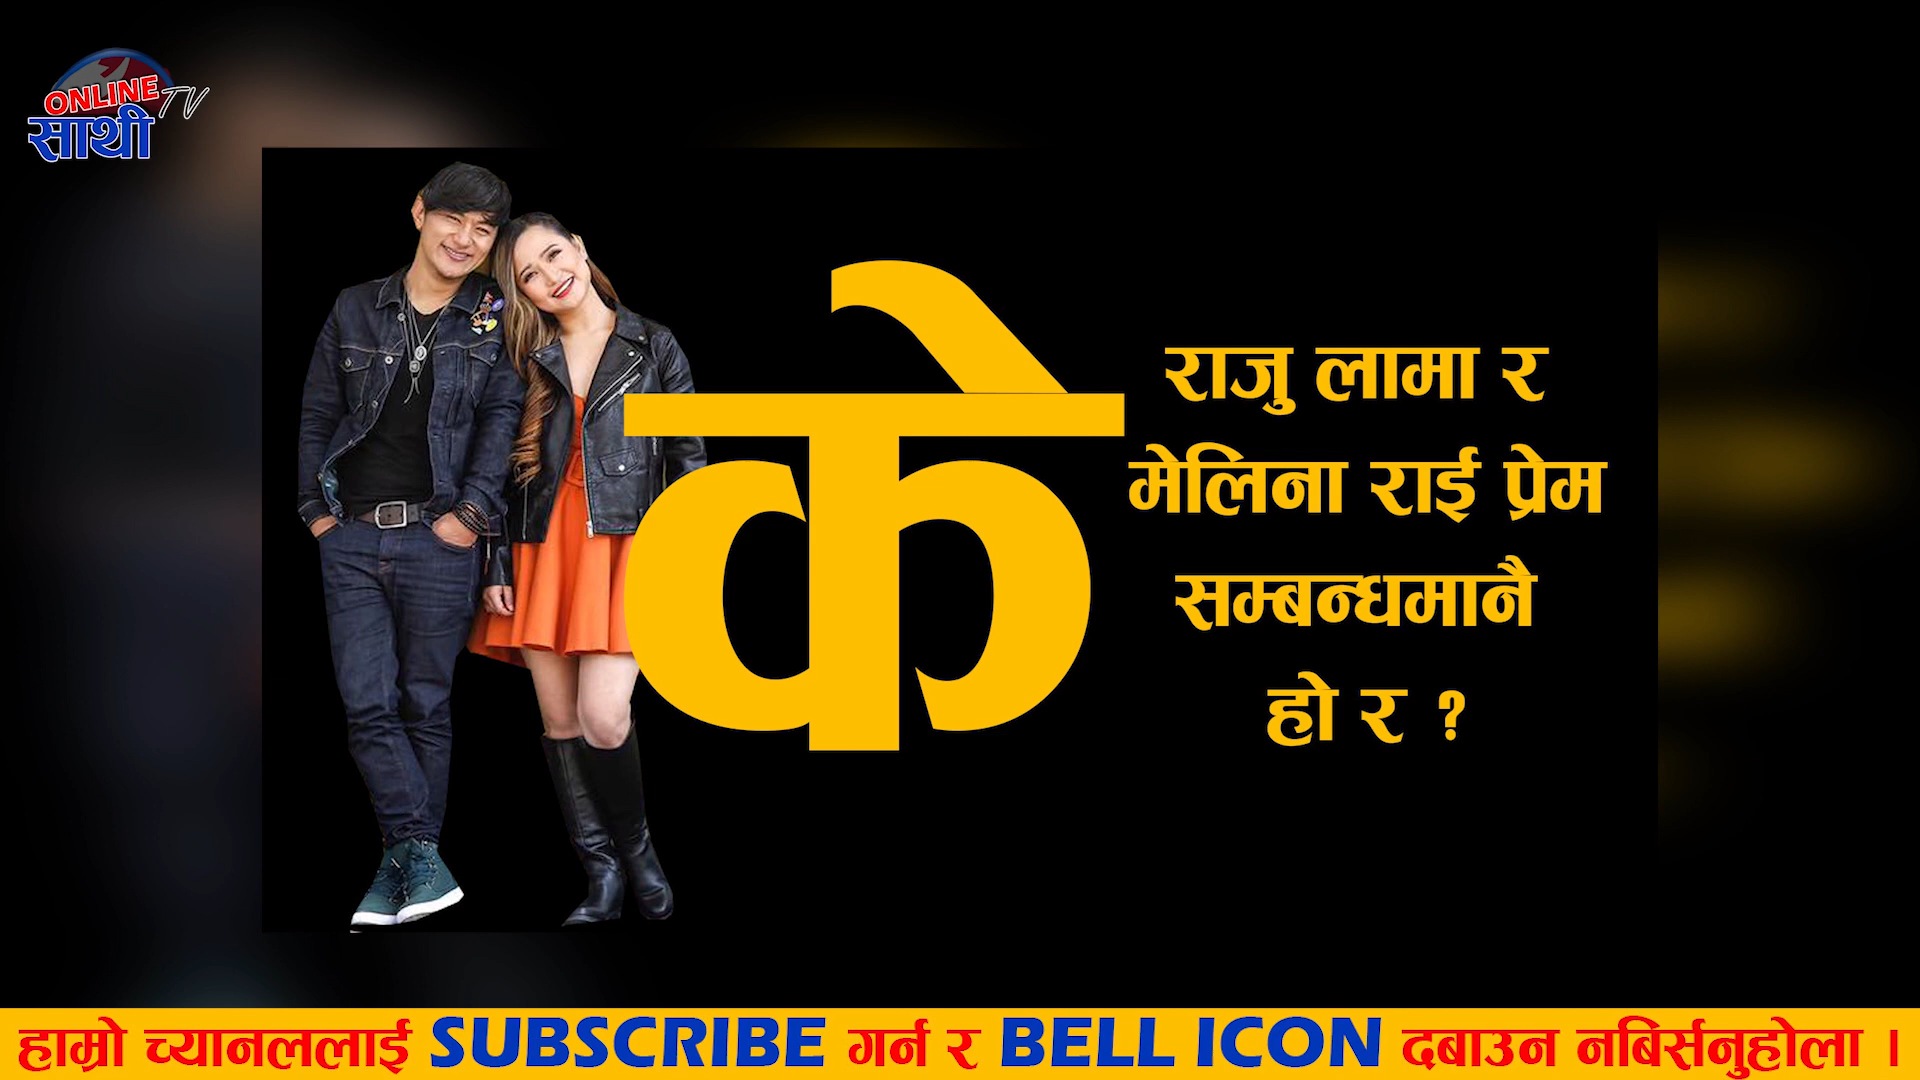 ONLINE TV
साथी
के
राजु लामा र
मेलिना राई प्रेम
सम्बन्धमानै
हो र ?
हाम्रो च्यानललाई SUBSCRIBE गर्न र BELL ICON दबाउन नबिर्सनुहोला ।